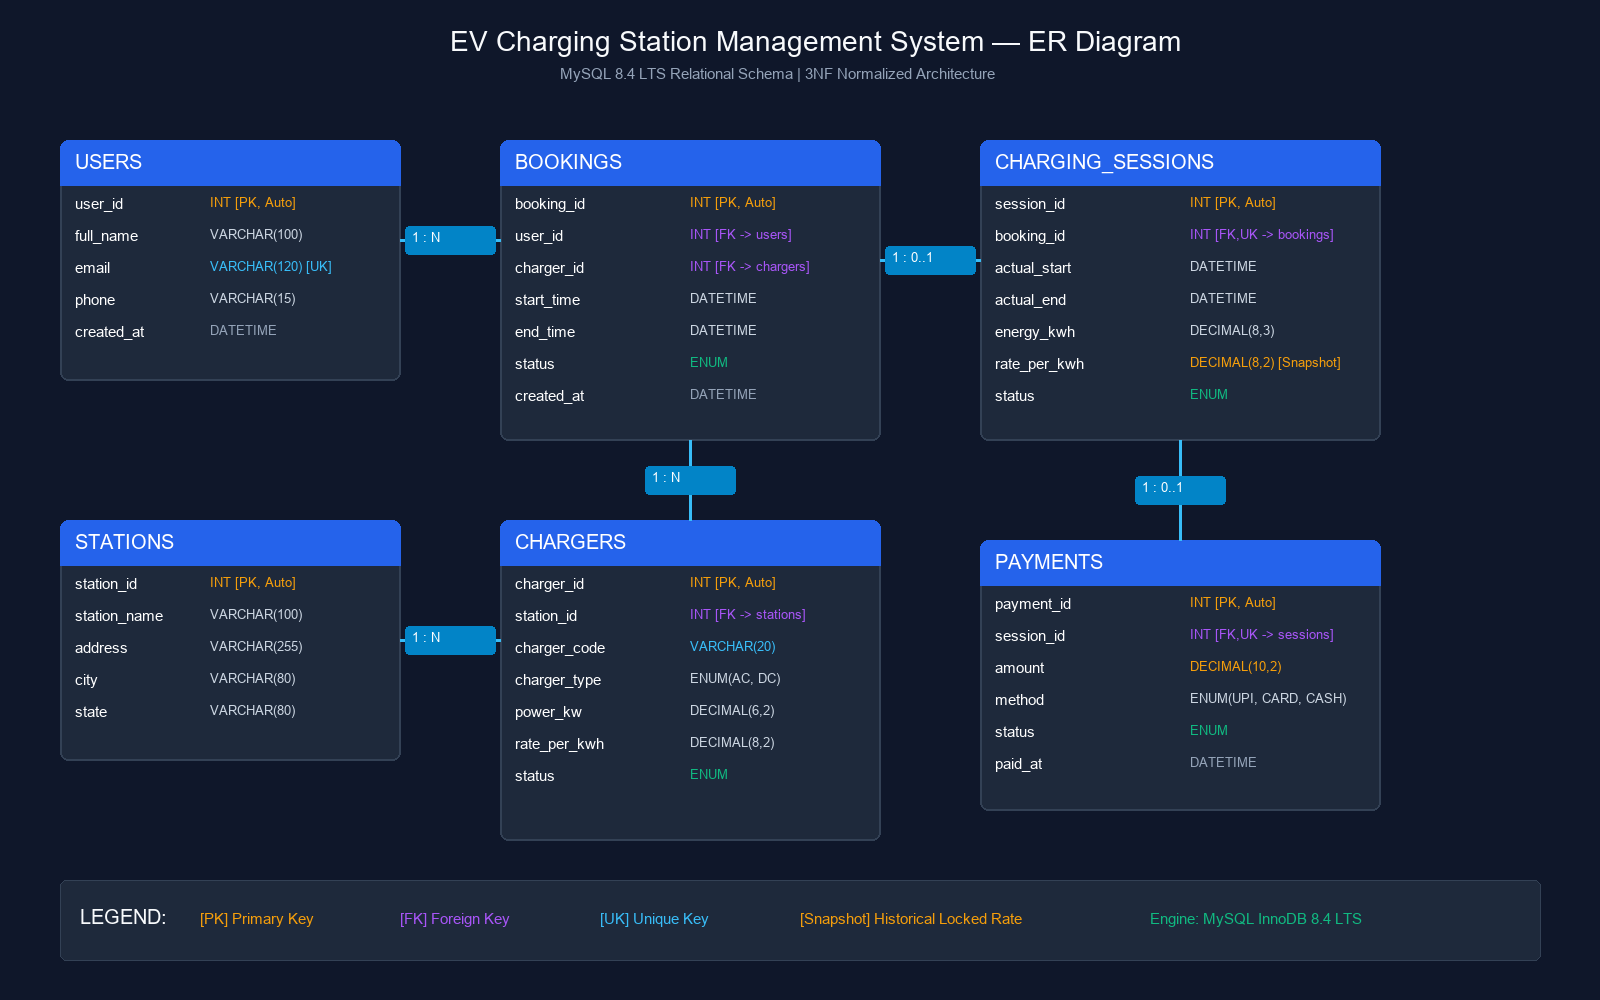 EV Charging Station Management System — ER Diagram
MySQL 8.4 LTS Relational Schema | 3NF Normalized Architecture
USERS
user_id INT [PK, Auto]
full_name VARCHAR(100)
email VARCHAR(120) [UK]
phone VARCHAR(15)
created_at DATETIME
1 : N
BOOKINGS
booking_id INT [PK, Auto]
user_id INT [FK -> users]
charger_id INT [FK -> chargers]
start_time DATETIME
end_time DATETIME
status ENUM
created_at DATETIME
1 : 0..1
CHARGING_SESSIONS
session_id INT [PK, Auto]
booking_id INT [FK,UK -> bookings]
actual_start DATETIME
actual_end DATETIME
energy_kwh DECIMAL(8,3)
rate_per_kwh DECIMAL(8,2) [Snapshot]
status ENUM
1 : N
1 : 0..1
STATIONS
station_id INT [PK, Auto]
station_name VARCHAR(100)
address VARCHAR(255)
city VARCHAR(80)
state VARCHAR(80)
1 : N
CHARGERS
charger_id INT [PK, Auto]
station_id INT [FK -> stations]
charger_code VARCHAR(20)
charger_type ENUM(AC, DC)
power_kw DECIMAL(6,2)
rate_per_kwh DECIMAL(8,2)
status ENUM
PAYMENTS
payment_id INT [PK, Auto]
session_id INT [FK,UK -> sessions]
amount DECIMAL(10,2)
method ENUM(UPI, CARD, CASH)
status ENUM
paid_at DATETIME
LEGEND: [PK] Primary Key [FK] Foreign Key [UK] Unique Key [Snapshot] Historical Locked Rate Engine: MySQL InnoDB 8.4 LTS